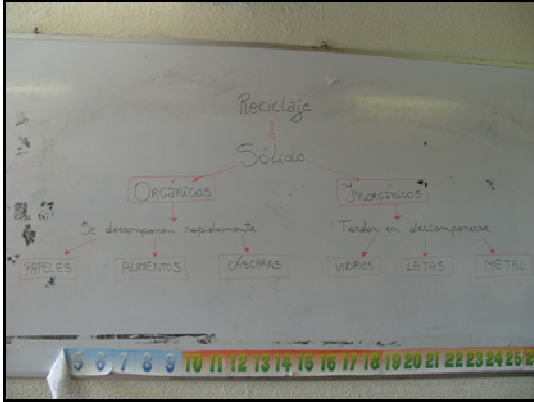 Reciclaje
Sólido
Orgánicos Inorgánicos
Se descomponen rapidamente Tardan en descomponerse
PAPELES ALIMENTOS CÁSCARAS VIDRIOS LATAS METAL
5 6 7 8 9 10 11 12 13 14 15 16 17 18 19 20 21 22 23 24 25